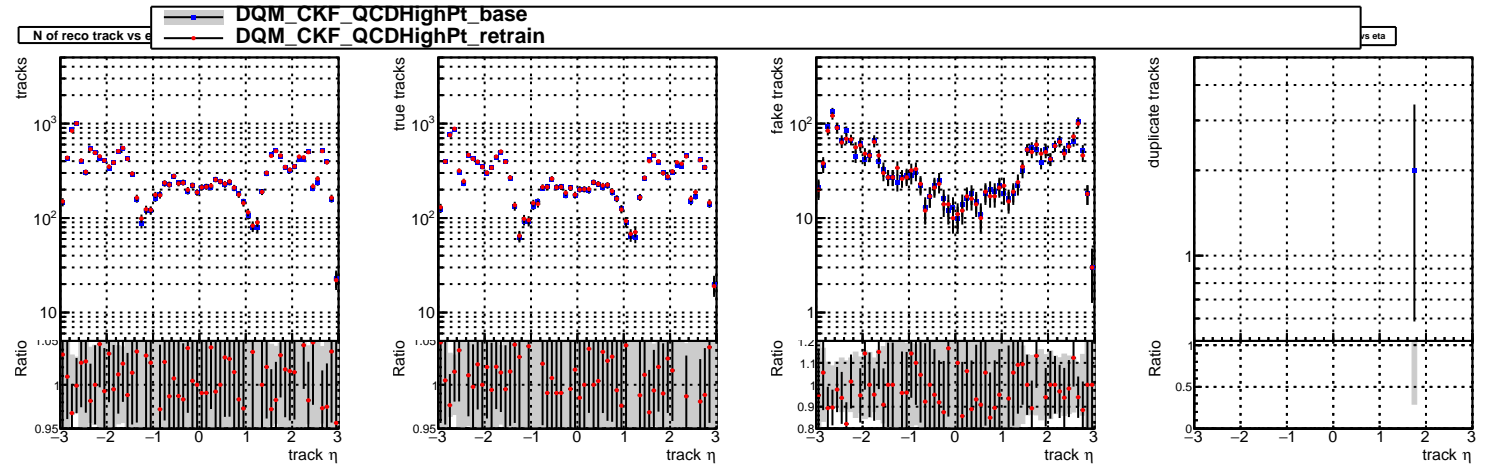 DQM_CKF_QCDHighPt_base
DQM_CKF_QCDHighPt_retrain
N of reco track vs e
vs eta
tracks
10³
10²
10
Ratio
1.05
1
0.95
−3 −2 −1 0 1 2 3
track η
true tracks
10³
10²
10
Ratio
1.05
1
0.95
−3 −2 −1 0 1 2 3
track η
fake tracks
10²
10
1
Ratio
1.2
1.1
1
0.9
0.8
−3 −2 −1 0 1 2 3
track η
duplicate tracks
1
Ratio
1
0.5
0
−3 −2 −1 0 1 2 3
track η